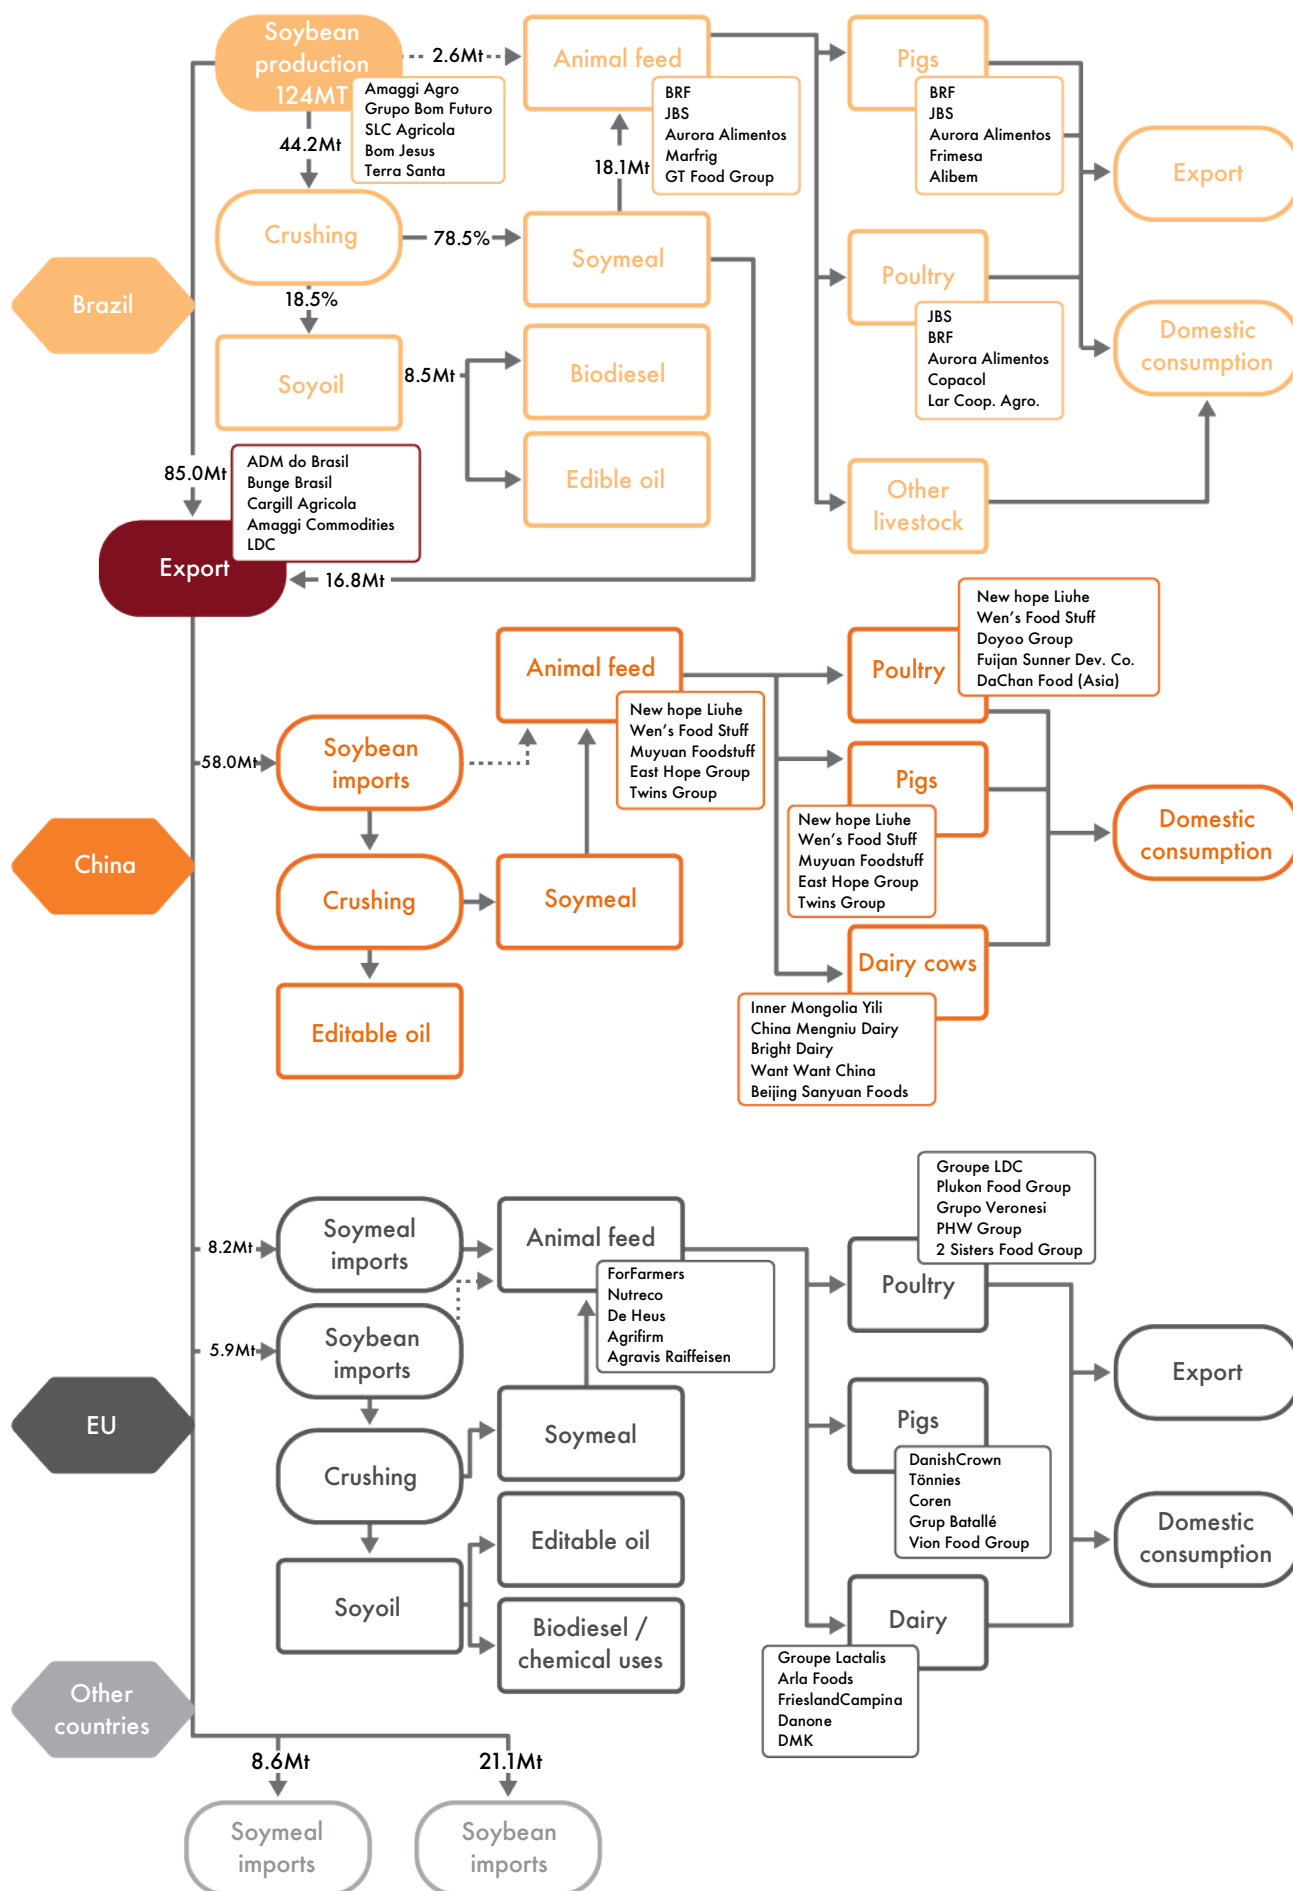 Soybean
production
124MT
2.6Mt
Animal feed
Pigs
Amaggi Agro
Grupo Bom Futuro
SLC Agricola
Bom Jesus
Terra Santa
BRF
JBS
Aurora Alimentos
Marfrig
GT Food Group
BRF
JBS
Aurora Alimentos
Frimesa
Alibem
44.2Mt
18.1Mt
Export
Crushing
78.5%
Soymeal
Poultry
Brazil
18.5%
JBS
BRF
Aurora Alimentos
Copacol
Lar Coop. Agro.
Domestic
consumption
Soyoil
8.5Mt
Biodiesel
Edible oil
85.0Mt
ADM do Brasil
Bunge Brasil
Cargill Agricola
Amaggi Commodities
LDC
Other
livestock
Export
16.8Mt
New hope Liuhe
Wen's Food Stuff
Doyoo Group
Fuijan Sunner Dev. Co.
DaChan Food (Asia)
Animal feed
Poultry
New hope Liuhe
Wen's Food Stuff
Muyuan Foodstuff
East Hope Group
Twins Group
58.0Mt
Soybean
imports
Pigs
New hope Liuhe
Wen's Food Stuff
Muyuan Foodstuff
East Hope Group
Twins Group
Domestic
consumption
China
Crushing
Soymeal
Dairy cows
Inner Mongolia Yili
China Mengniu Dairy
Bright Dairy
Want Want China
Beijing Sanyuan Foods
Editable oil
Groupe LDC
Plukon Food Group
Grupo Veronesi
PHW Group
2 Sisters Food Group
8.2Mt
Soymeal
imports
Animal feed
ForFarmers
Nutreco
De Heus
Agrifirm
Agravis Raiffeisen
Poultry
5.9Mt
Soybean
imports
Export
EU
Crushing
Soymeal
Pigs
DanishCrown
Tönnies
Coren
Grup Batallé
Vion Food Group
Editable oil
Domestic
consumption
Soyoil
Biodiesel /
chemical uses
Dairy
Groupe Lactalis
Arla Foods
FrieslandCampina
Danone
DMK
Other
countries
8.6Mt
21.1Mt
Soymeal
imports
Soybean
imports